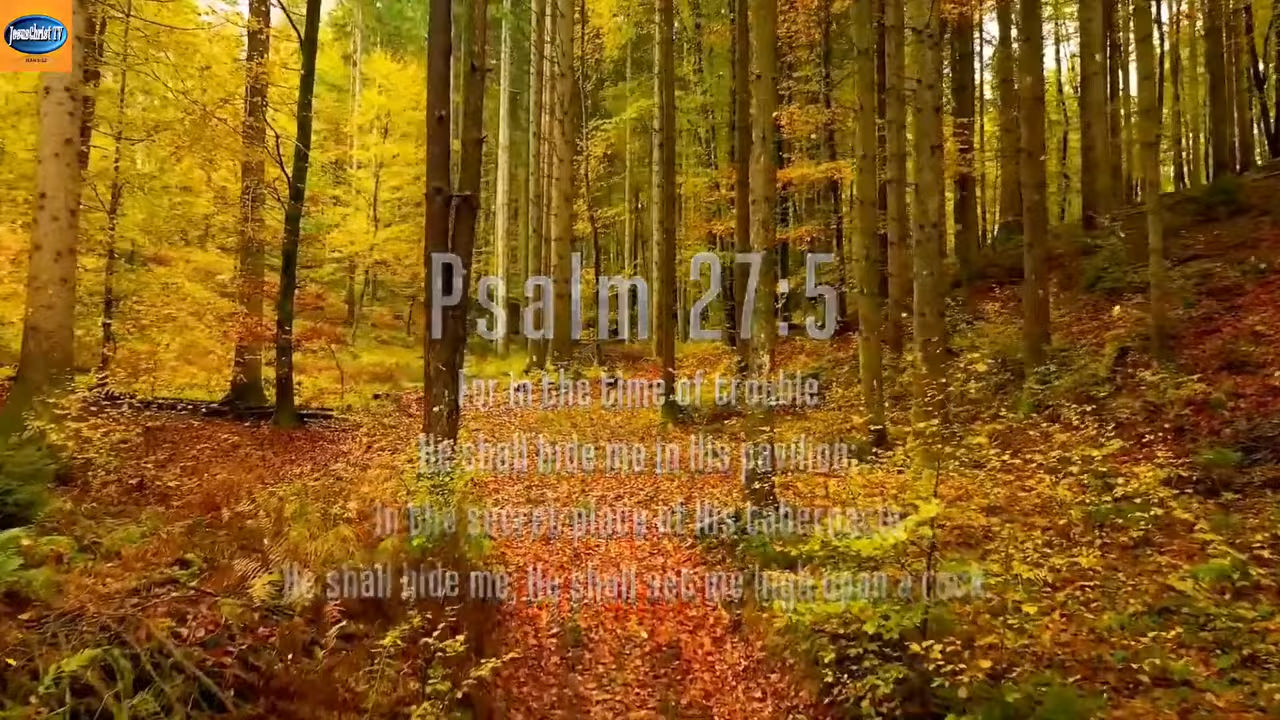 JesusChrist TV
Psalm 27:5
For in the time of trouble
He shall hide me in His pavilion;
In the secret place of His tabernacle
He shall hide me; He shall set me high upon a rock.